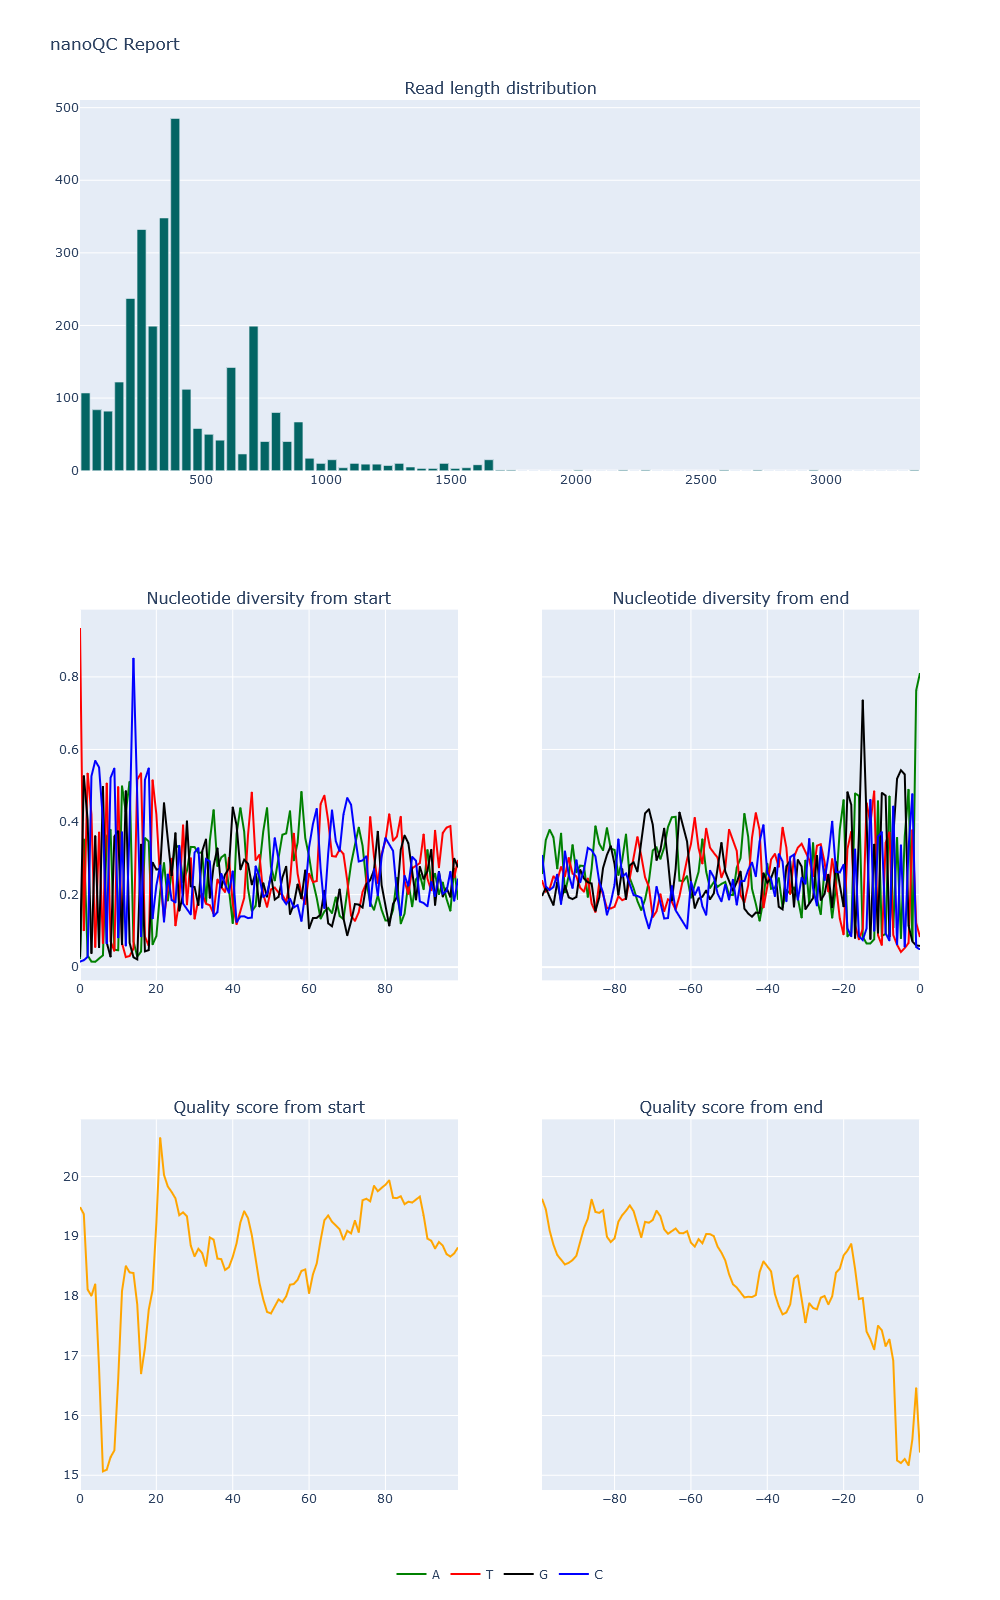 nanoQC Report
Read length distribution
500
400
300
200
100
0
500 1000 1500 2000 2500 3000
Nucleotide diversity from start Nucleotide diversity from end
0.8
0.6
0.4
0.2
0
0 20 40 60 80 −80 −60 −40 −20 0
Quality score from start Quality score from end
20
19
18
17
16
15
0 20 40 60 80 −80 −60 −40 −20 0
A T G C